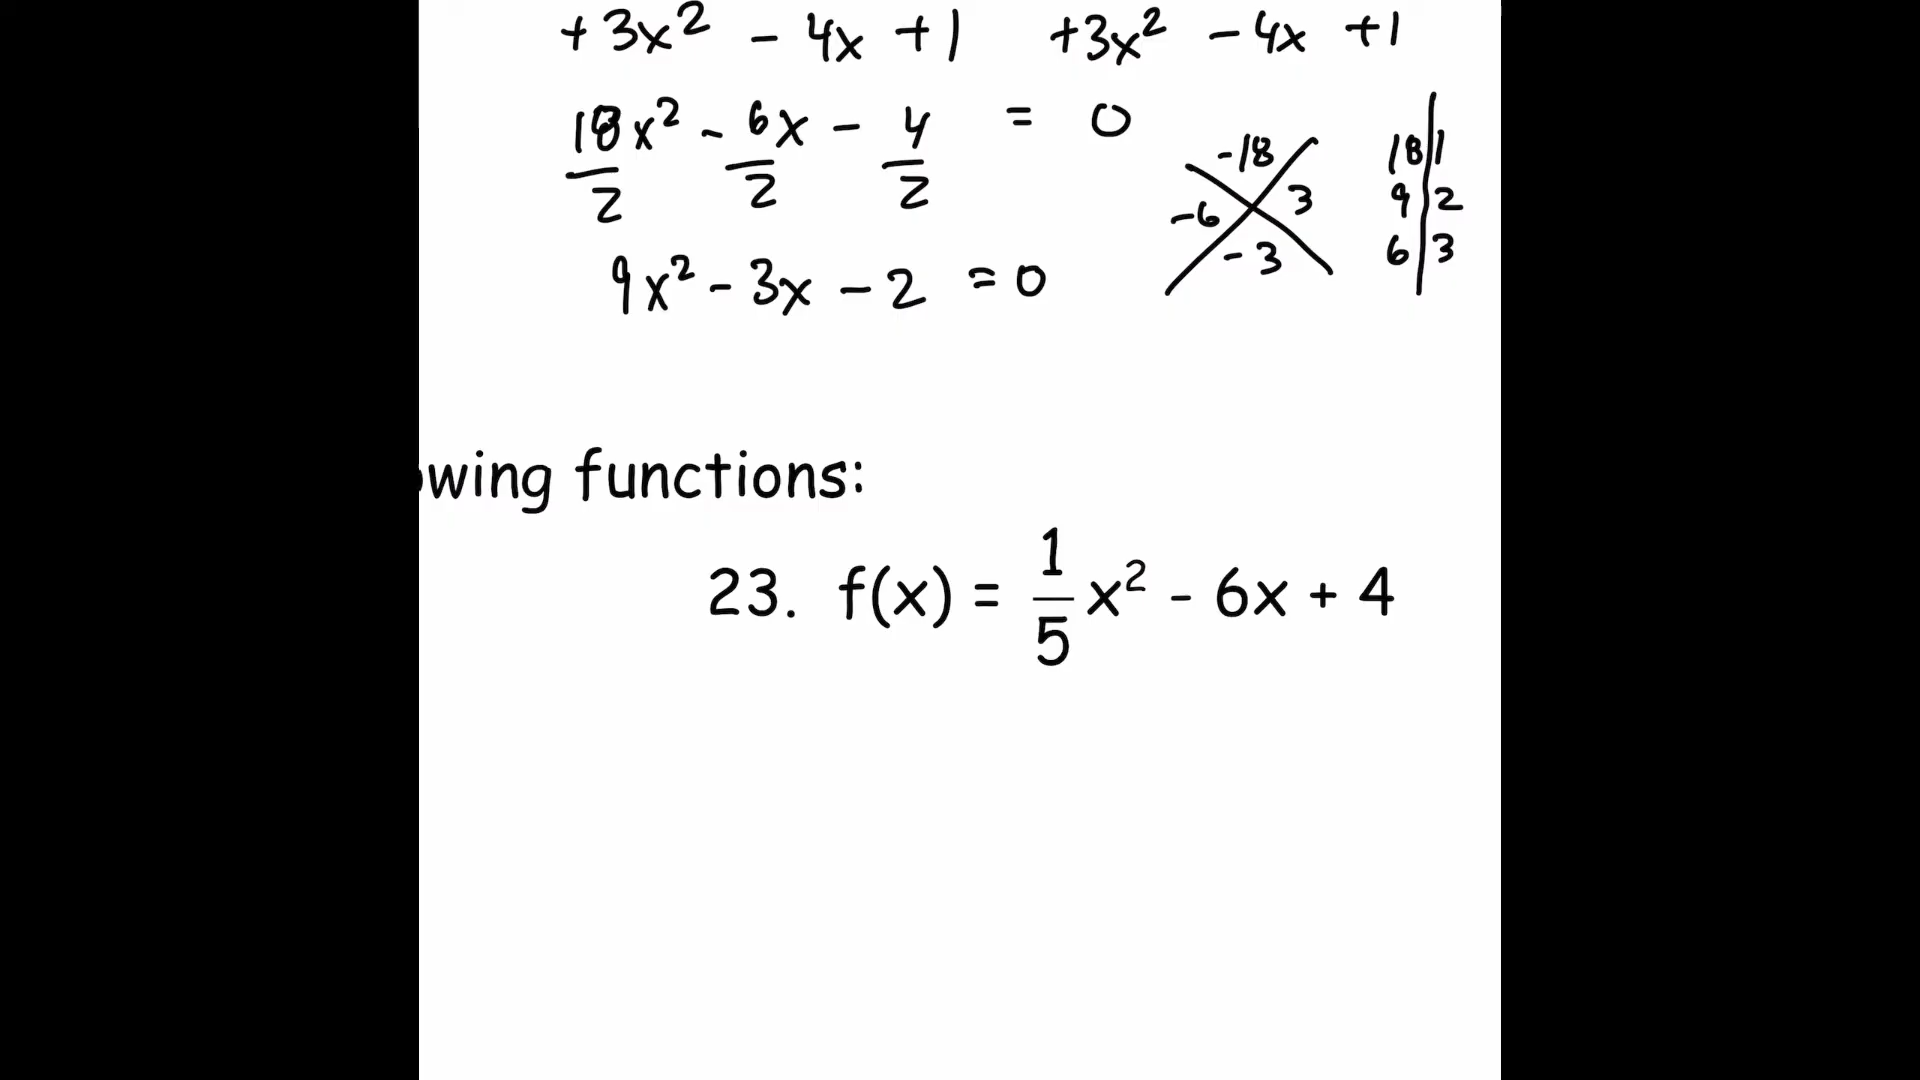 +3x² - 4x +1 +3x² - 4x +1
18x²/2 - 6x/2 - 4/2 = 0
9x² - 3x - 2 = 0
-18
-6 3
-3
18 | 1
9 | 2
6 | 3
owing functions:
23. f(x) = 1/5 x² - 6x + 4